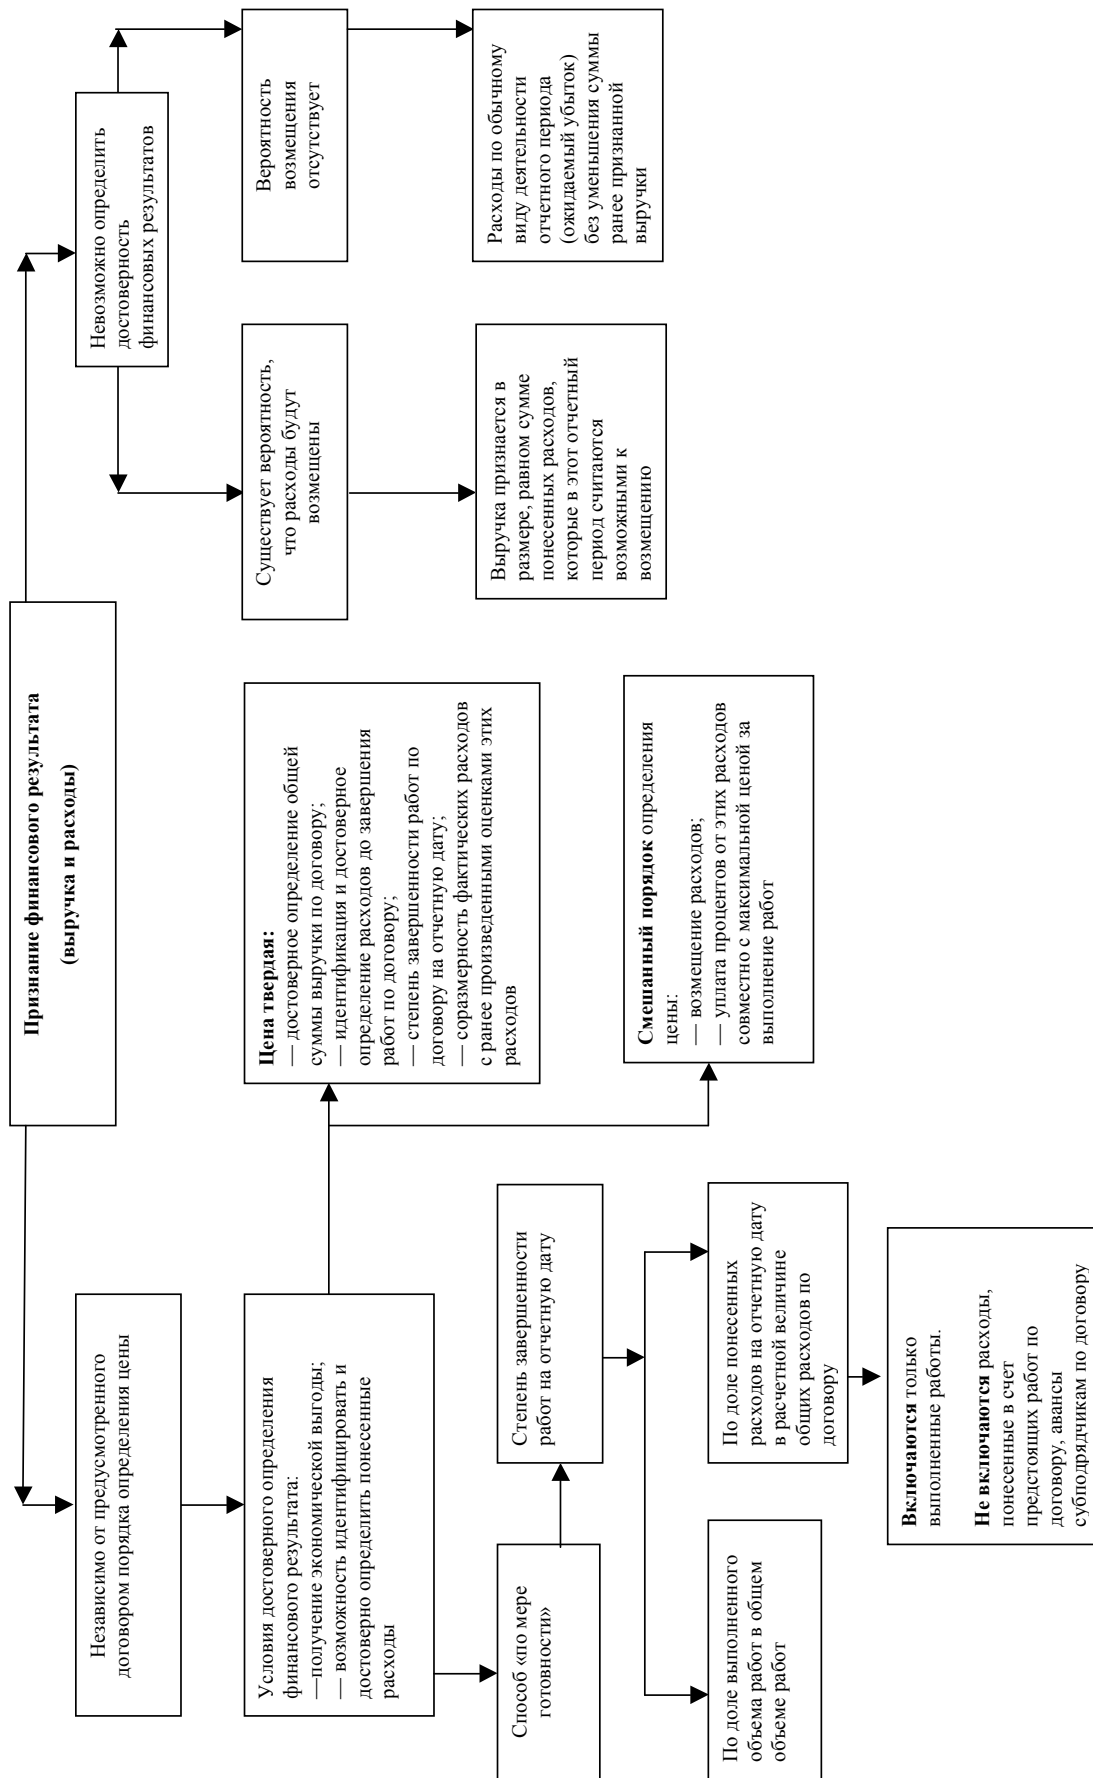 Признание финансового результата
(выручка и расходы)
Независимо от предусмотренного
договором порядка определения цены
Невозможно определить
достоверность
финансовых результатов
Условия достоверного определения
финансового результата:
—получение экономической выгоды;
— возможность идентифицировать и
достоверно определить понесенные
расходы
Цена твердая:
— достоверное определение общей
суммы выручки по договору;
— идентификация и достоверное
определение расходов до завершения
работ по договору;
— степень завершенности работ по
договору на отчетную дату;
— соразмерность фактических расходов
с ранее произведенными оценками этих
расходов
Существует вероятность,
что расходы будут
возмещены
Вероятность
возмещения
отсутствует
Способ «по мере
готовности»
Степень завершенности
работ на отчетную дату
Смешанный порядок определения
цены:
— возмещение расходов;
— уплата процентов от этих расходов
совместно с максимальной ценой за
выполнение работ
Выручка признается в
размере, равном сумме
понесенных расходов,
которые в этот отчетный
период считаются
возможными к
возмещению
Расходы по обычному
виду деятельности
отчетного периода
(ожидаемый убыток)
без уменьшения суммы
ранее признанной
выручки
По доле выполненного
объема работ в общем
объеме работ
По доле понесенных
расходов на отчетную дату
в расчетной величине
общих расходов по
договору
Включаются только
выполненные работы.
Не включаются расходы,
понесенные в счет
предстоящих работ по
договору, авансы
субподрядчикам по договору